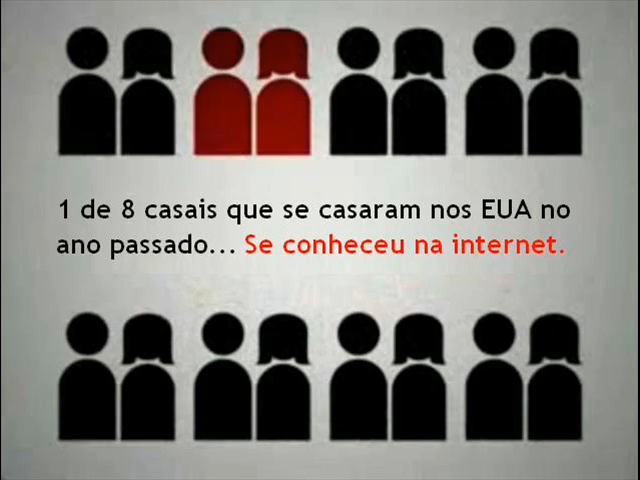 1 de 8 casais que se casaram nos EUA no
ano passado... Se conheceu na internet.